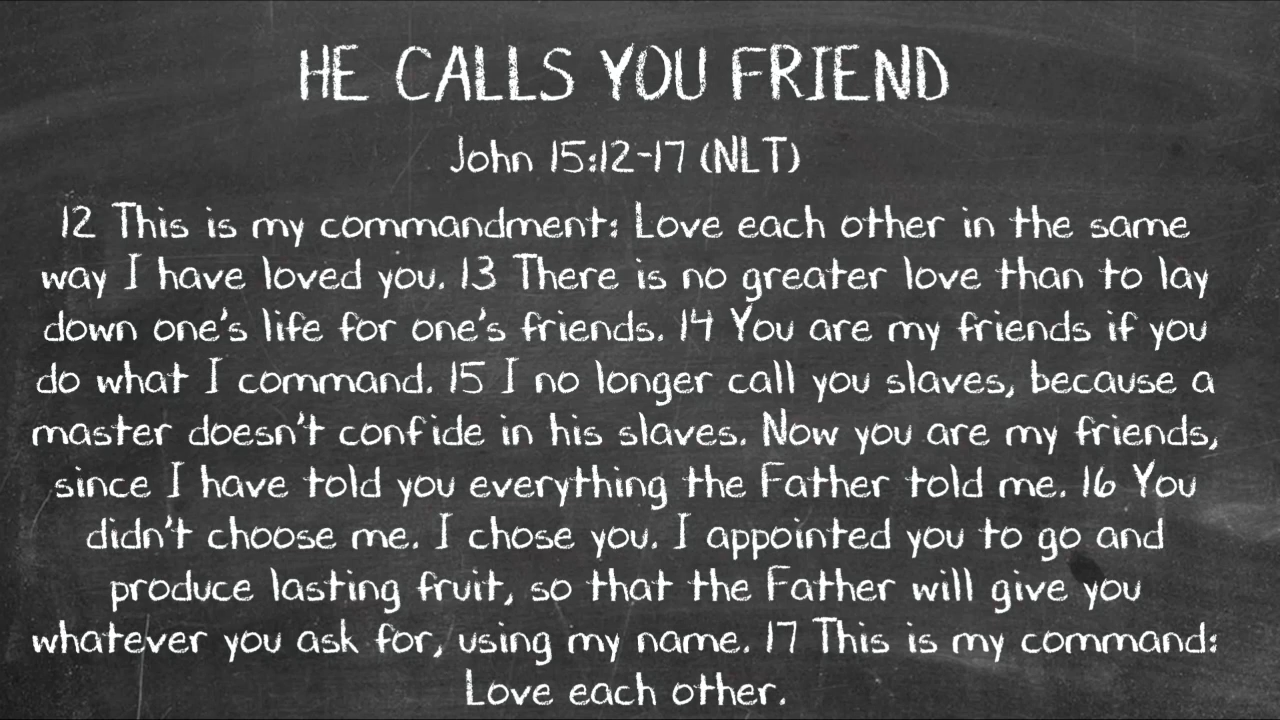 HE CALLS YOU FRIEND
John 15:12-17 (NLT)
12 This is my commandment: Love each other in the same
way I have loved you. 13 There is no greater love than to lay
down one's life for one's friends. 14 You are my friends if you
do what I command. 15 I no longer call you slaves, because a
master doesn't confide in his slaves. Now you are my friends,
since I have told you everything the Father told me. 16 You
didn't choose me. I chose you. I appointed you to go and
produce lasting fruit, so that the Father will give you
whatever you ask for, using my name. 17 This is my command:
Love each other.